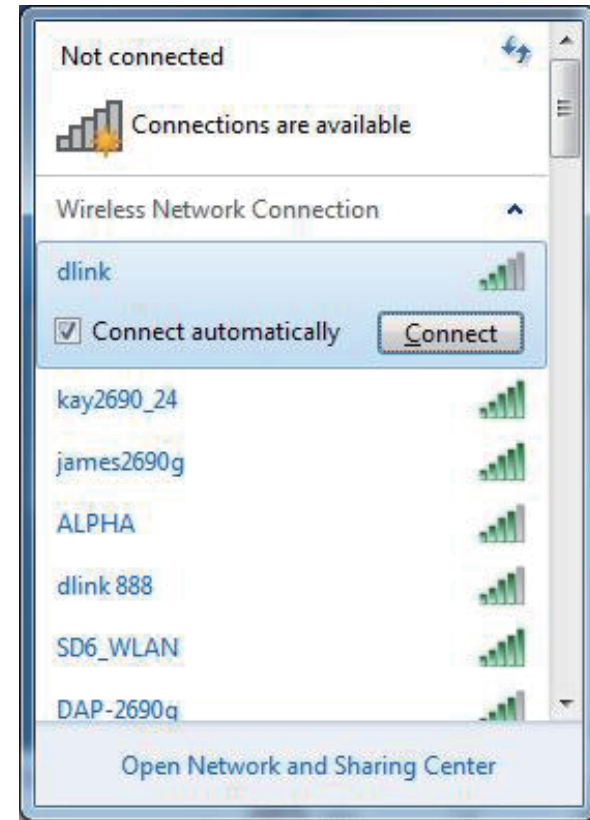 Not connected
Connections are available
Wireless Network Connection
dlink
Connect automatically Connect
kay2690_24
james2690g
ALPHA
dlink 888
SD6_WLAN
DAP-2690g
Open Network and Sharing Center